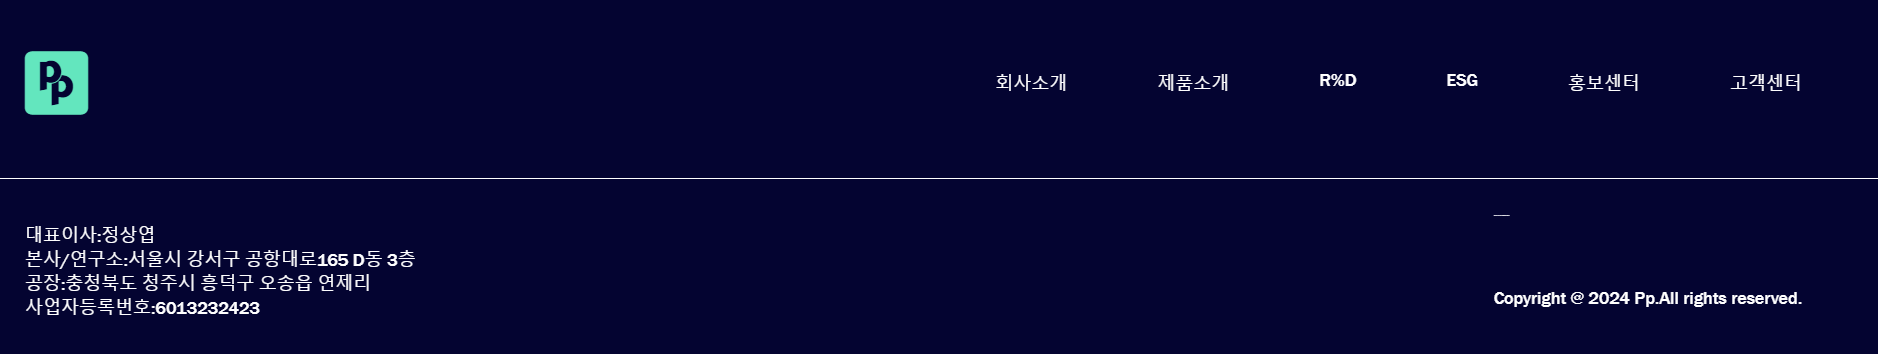 Pp
회사소개 제품소개 R%D ESG 홍보센터 고객센터
대표이사:정상엽
본사/연구소:서울시 강서구 공항대로165 D동 3층
공장:충청북도 청주시 흥덕구 오송읍 연제리
사업자등록번호:6013232423
Copyright @ 2024 Pp.All rights reserved.